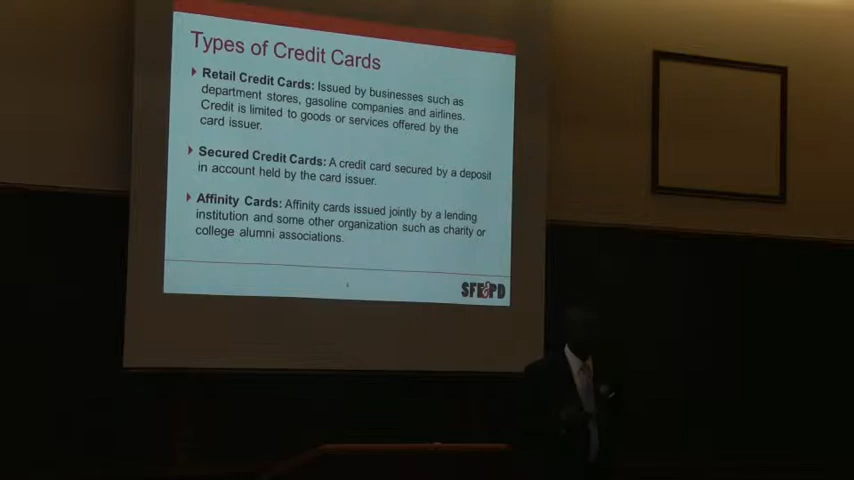 Types of Credit Cards
Retail Credit Cards: Issued by businesses such as
department stores, gasoline companies and airlines.
Credit is limited to goods or services offered by the
card issuer.
Secured Credit Cards: A credit card secured by a deposit
in account held by the card issuer.
Affinity Cards: Affinity cards issued jointly by a lending
institution and some other organization such as charity or
college alumni associations.
SFE&PD